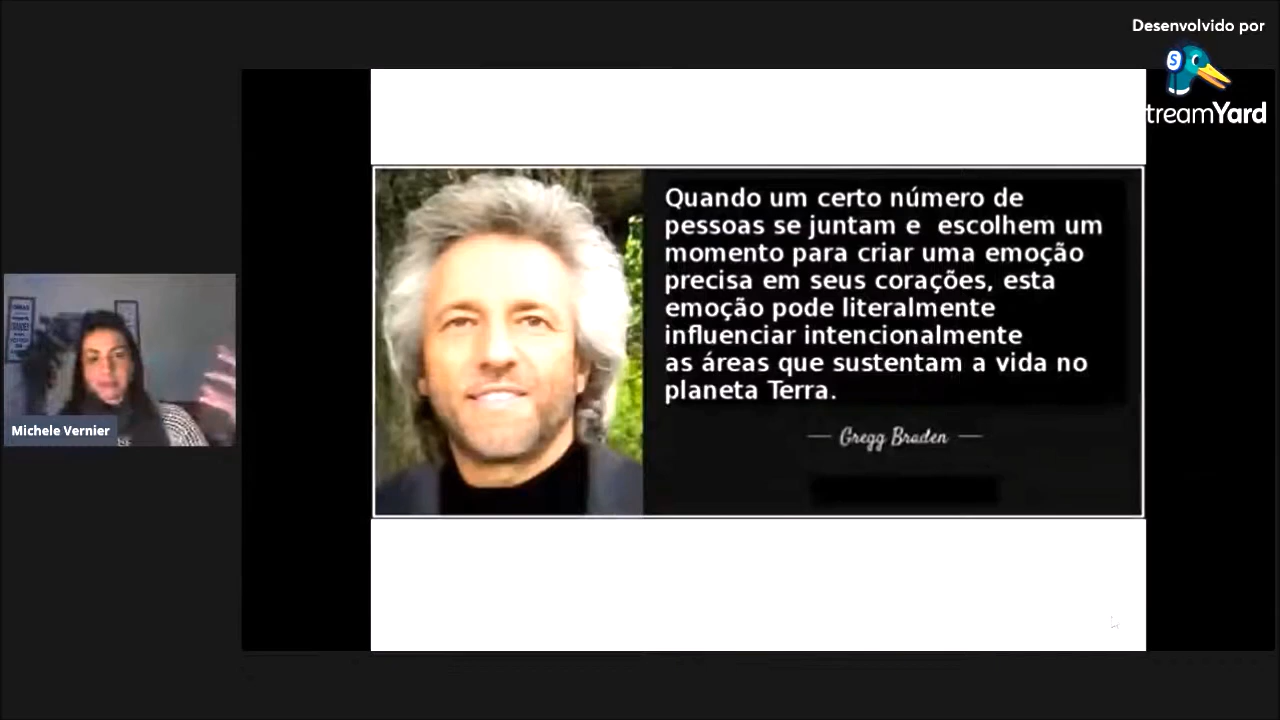 Desenvolvido por
S
treamYard
Quando um certo número de
pessoas se juntam e  escolhem um
momento para criar uma emoção
precisa em seus corações, esta
emoção pode literalmente
influenciar intencionalmente
as áreas que sustentam a vida no
planeta Terra.
— Gregg Braden —
Michele Vernier